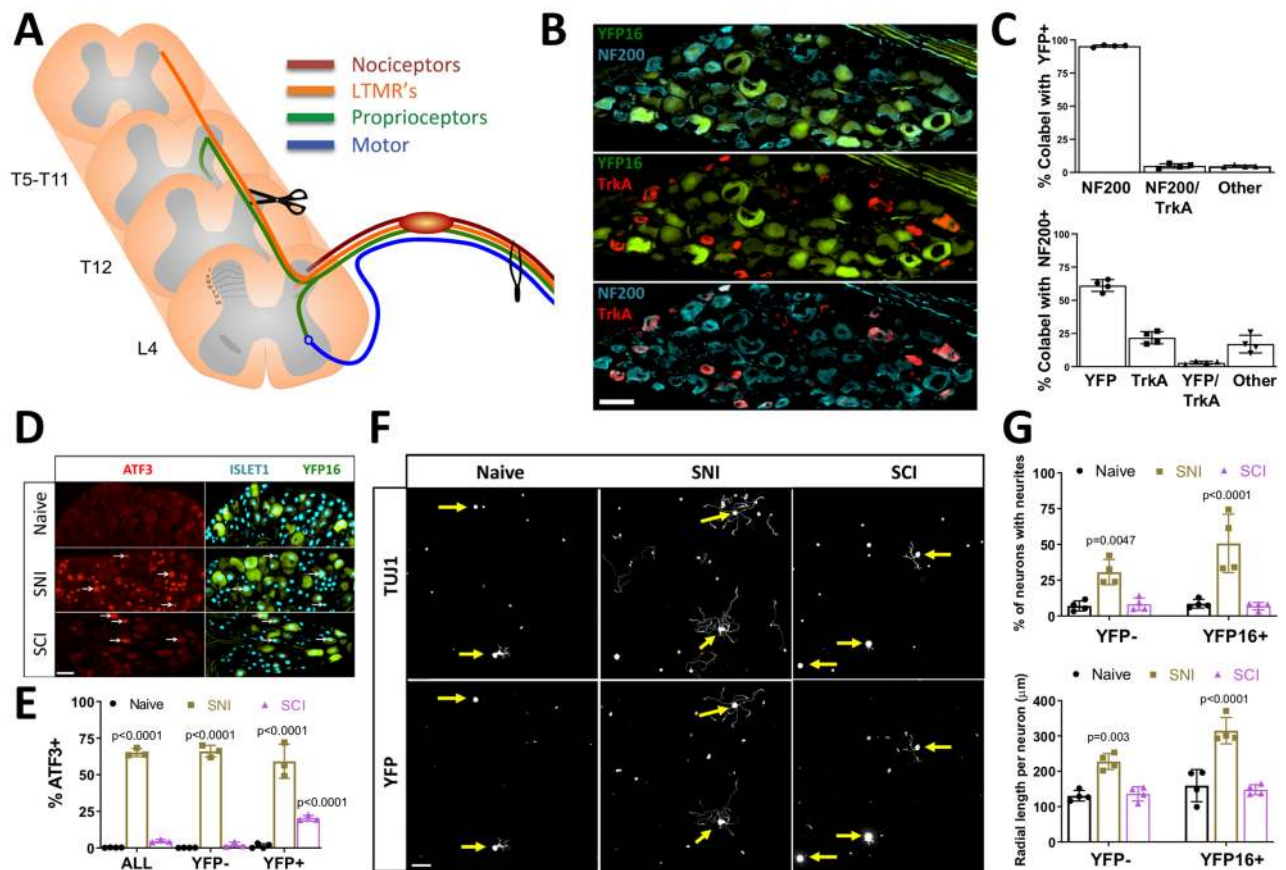 A
Nociceptors
LTMR's
Proprioceptors
Motor
T5-T11
T12
L4
B
YFP16
NF200
YFP16
TrkA
NF200
TrkA
C
% Colabel with YFP+
100
50
0
NF200
NF200/
TrkA
Other
% Colabel with NF200+
100
75
50
25
0
YFP
TrkA
YFP/
TrkA
Other
D
ATF3
ISLET1
YFP16
Naive
SNI
SCI
E
Naive
SNI
SCI
% ATF3+
100
75
50
25
0
p<0.0001
p<0.0001
p<0.0001
p<0.0001
ALL
YFP-
YFP+
F
Naive
SNI
SCI
TUJ1
YFP
G
Naive
SNI
SCI
% of neurons with neurites
100
75
50
25
0
p=0.0047
p<0.0001
YFP-
YFP16+
Naive
SNI
SCI
Radial length per neuron (μm)
400
300
200
100
0
p=0.003
p<0.0001
YFP-
YFP16+